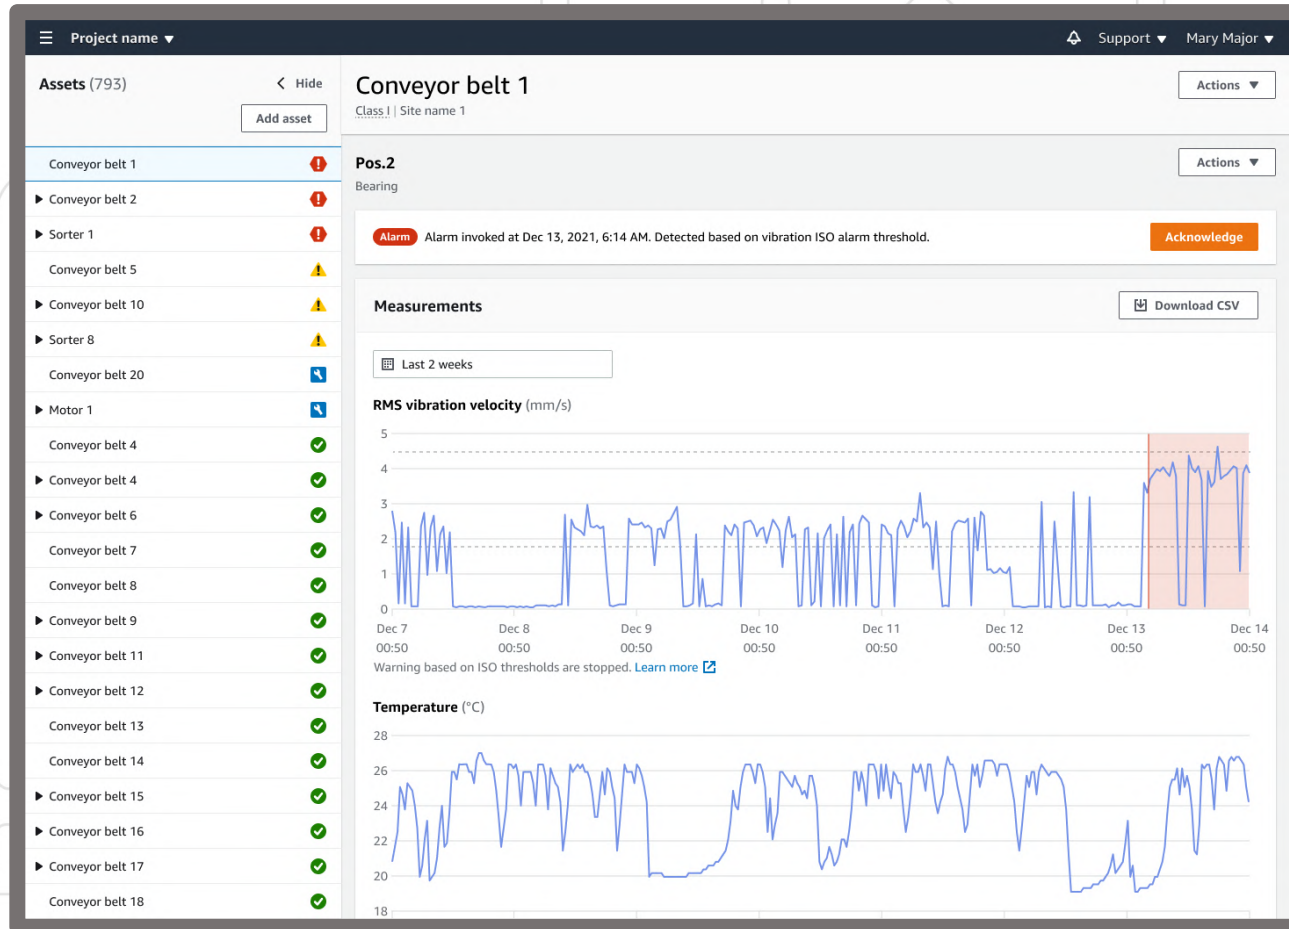 Project name
Support
Mary Major
Assets (793)
Hide
Add asset
Conveyor belt 1
Conveyor belt 2
Sorter 1
Conveyor belt 5
Conveyor belt 10
Sorter 8
Conveyor belt 20
Motor 1
Conveyor belt 4
Conveyor belt 4
Conveyor belt 6
Conveyor belt 7
Conveyor belt 8
Conveyor belt 9
Conveyor belt 11
Conveyor belt 12
Conveyor belt 13
Conveyor belt 14
Conveyor belt 15
Conveyor belt 16
Conveyor belt 17
Conveyor belt 18
Conveyor belt 1
Class I | Site name 1
Actions
Pos.2
Bearing
Actions
Alarm Alarm invoked at Dec 13, 2021, 6:14 AM. Detected based on vibration ISO alarm threshold.
Acknowledge
Measurements
Download CSV
Last 2 weeks
RMS vibration velocity (mm/s)
5
4
3
2
1
0
Dec 7 Dec 8 Dec 9 Dec 10 Dec 11 Dec 12 Dec 13 Dec 14
00:50 00:50 00:50 00:50 00:50 00:50 00:50 00:50
Warning based on ISO thresholds are stopped. Learn more
Temperature (°C)
28
26
24
22
20
18